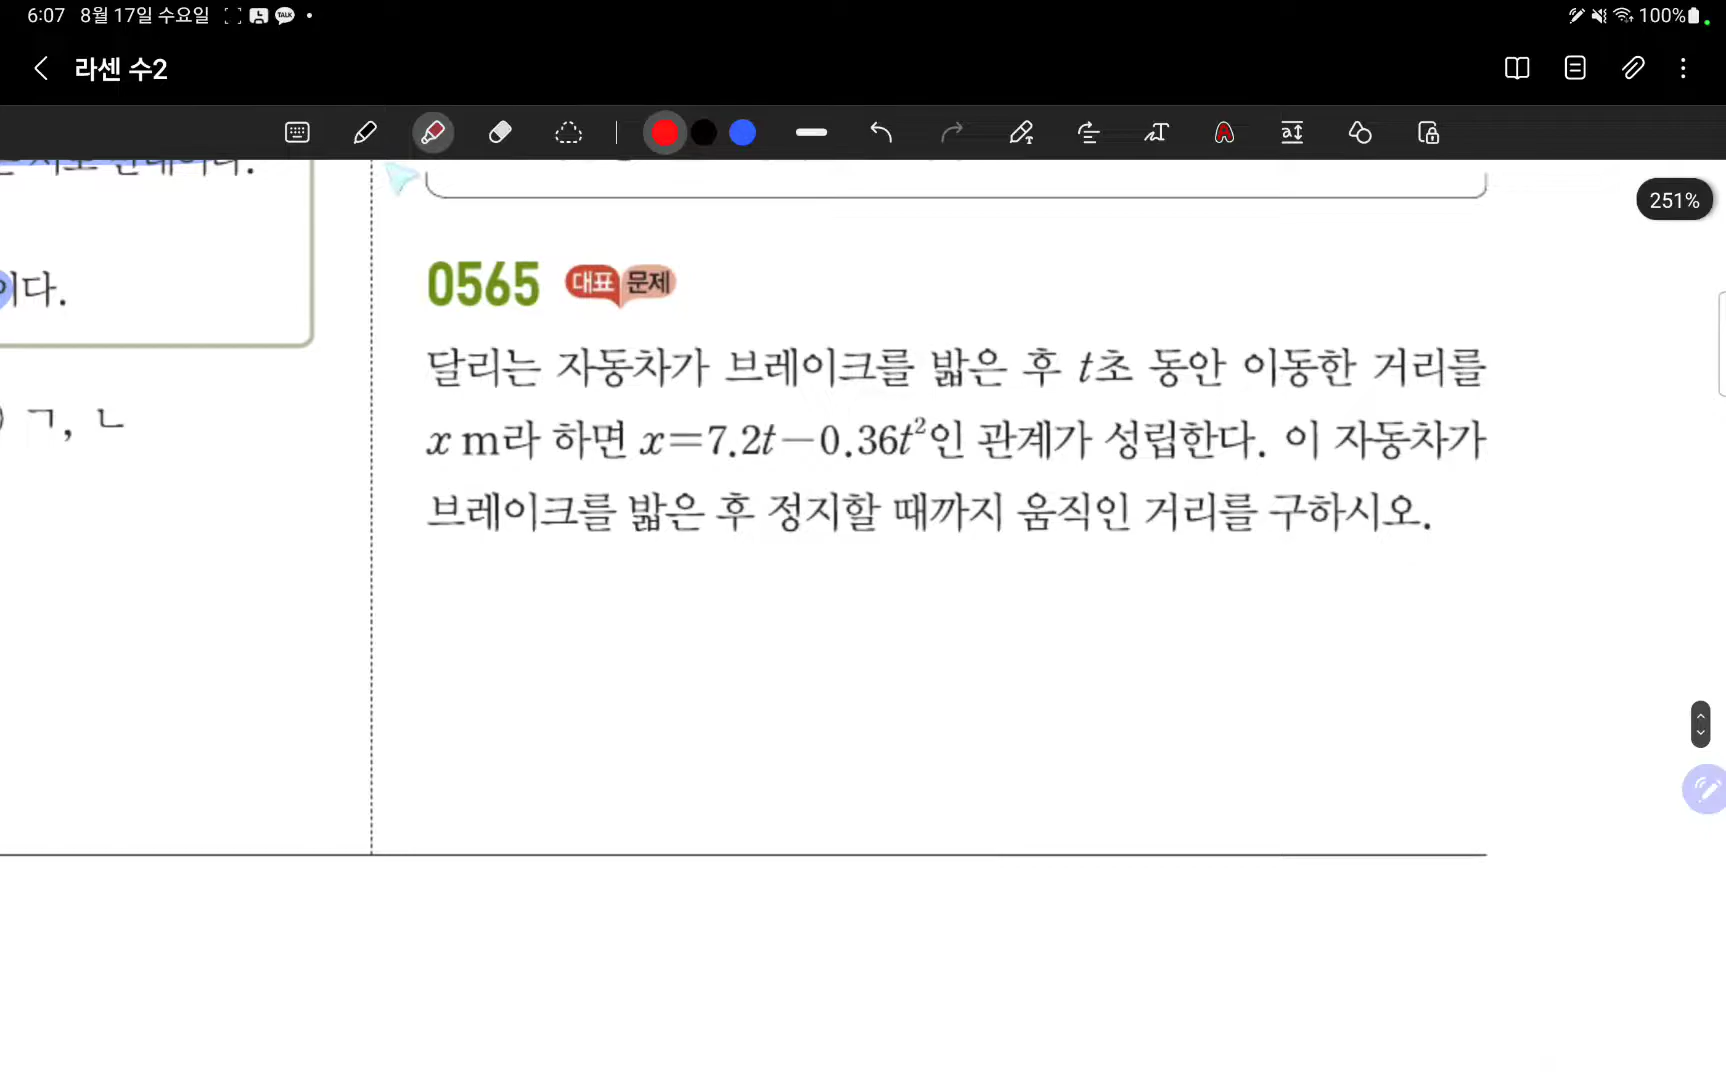 6:07 8월 17일 수요일 TALK 100%
라센 수2
251%
이다.
ㄱ, ㄴ
0565 대표 문제
달리는 자동차가 브레이크를 밟은 후 t초 동안 이동한 거리를
x m라 하면 x=7.2t−0.36t²인 관계가 성립한다. 이 자동차가
브레이크를 밟은 후 정지할 때까지 움직인 거리를 구하시오.